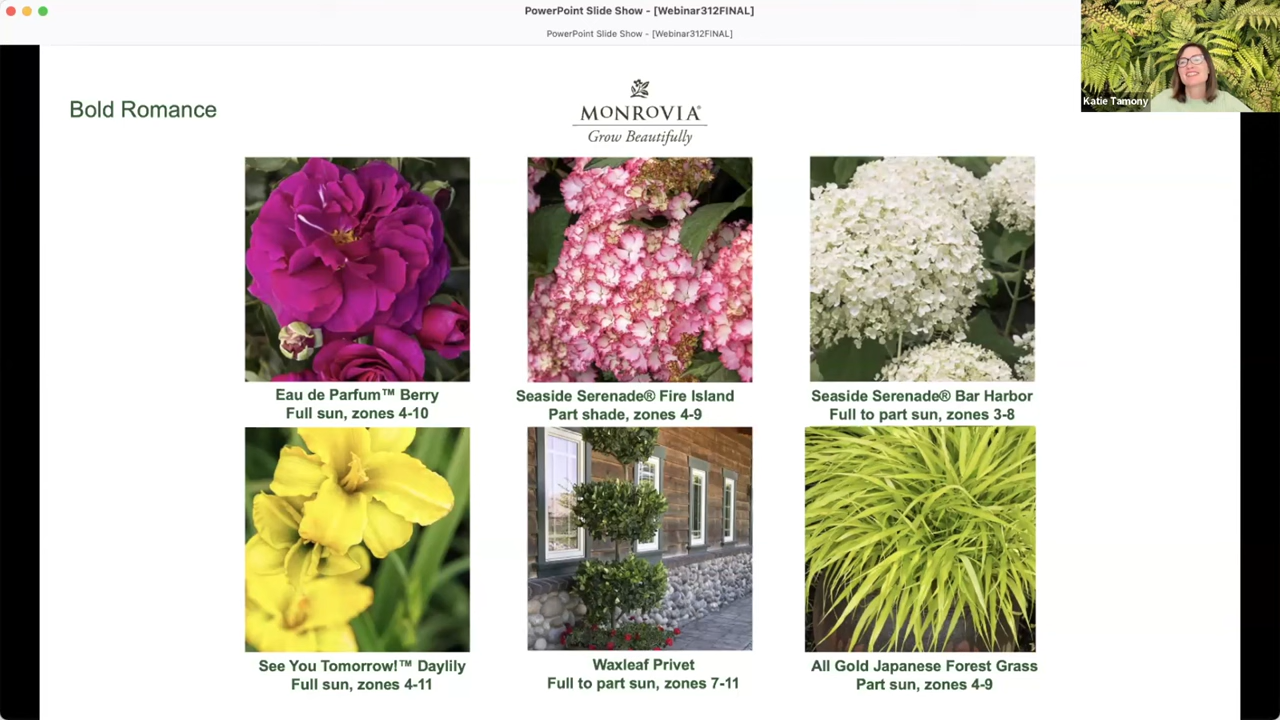 PowerPoint Slide Show - [Webinar312FINAL]
PowerPoint Slide Show - [Webinar312FINAL]
Katie Tamony
Bold Romance
MONROVIA®
Grow Beautifully
Eau de Parfum™ Berry
Full sun, zones 4-10
Seaside Serenade® Fire Island
Part shade, zones 4-9
Seaside Serenade® Bar Harbor
Full to part sun, zones 3-8
See You Tomorrow!™ Daylily
Full sun, zones 4-11
Waxleaf Privet
Full to part sun, zones 7-11
All Gold Japanese Forest Grass
Part sun, zones 4-9